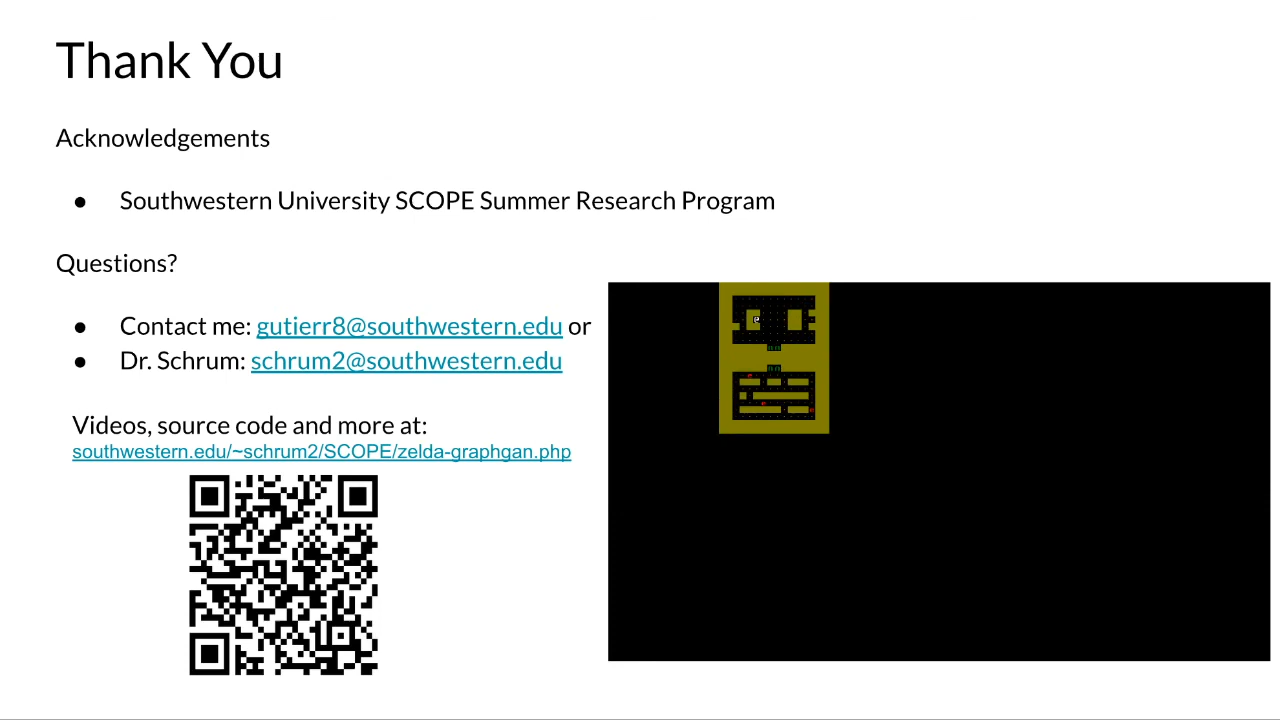 Thank You
Acknowledgements
● Southwestern University SCOPE Summer Research Program
Questions?
● Contact me: gutierr8@southwestern.edu or
● Dr. Schrum: schrum2@southwestern.edu
Videos, source code and more at:
southwestern.edu/~schrum2/SCOPE/zelda-graphgan.php